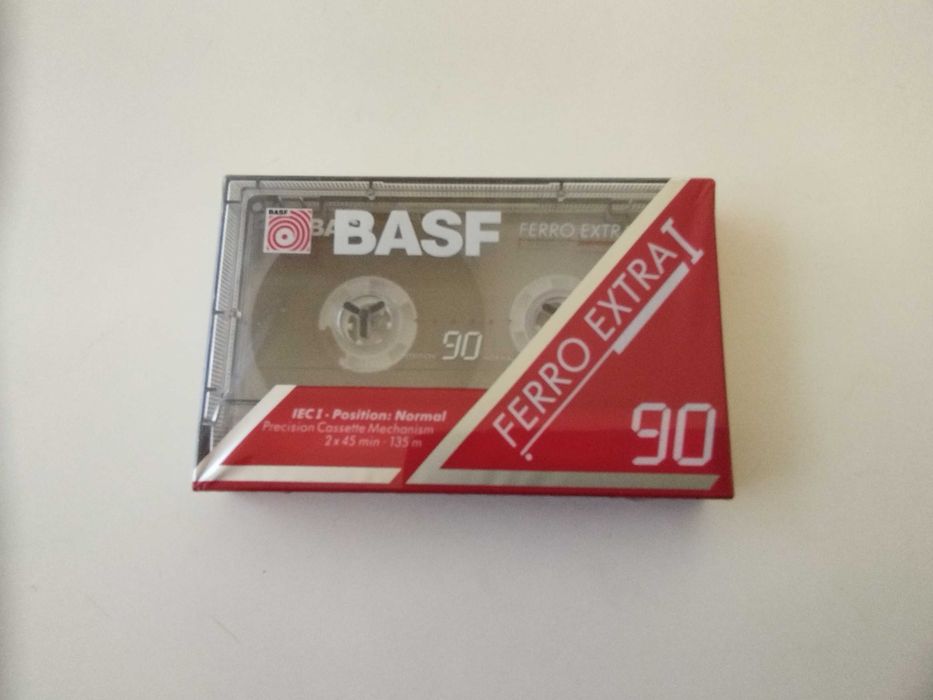 BASF
BASF
FERRO EXTRA
FERRO EXTRA I
90
IEC I · Position: Normal
Precision Cassette Mechanism
2 x 45 min · 135 m
90